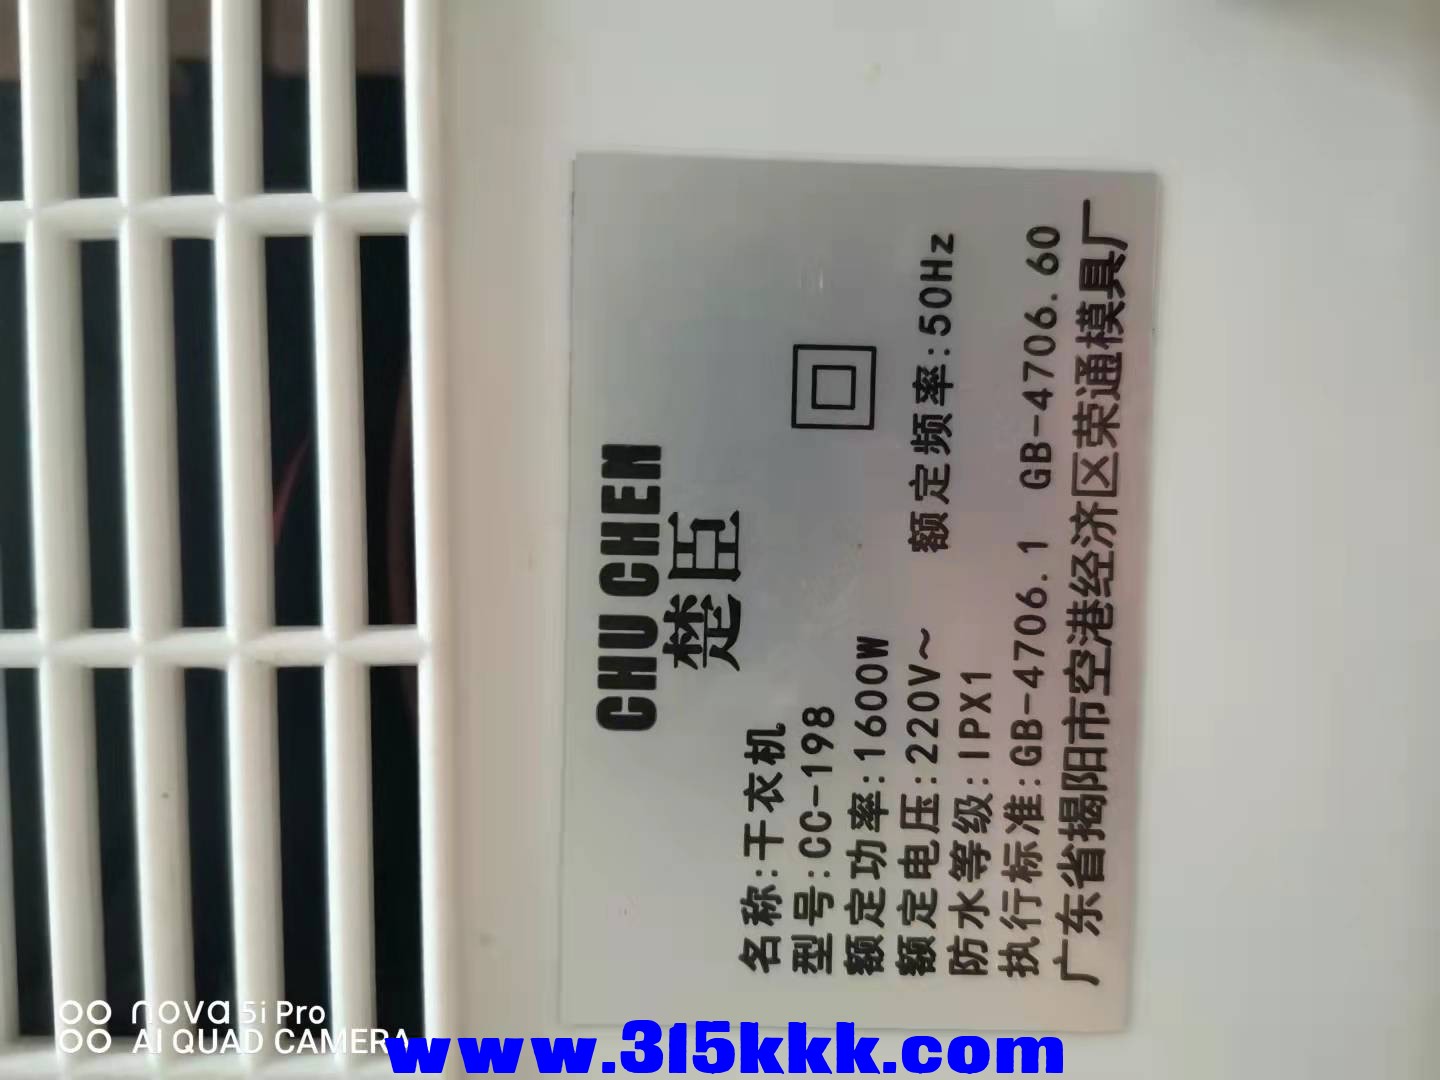 CHU CHEN
楚臣
名称:干衣机
型号:CC-198
额定功率:1600W
额定电压:220V~ 额定频率:50Hz
防水等级:IPX1
执行标准:GB-4706.1 GB-4706.60
广东省揭阳市空港经济区荣通模具厂
nova 5i Pro
AI QUAD CAMERA
www.315kkk.com